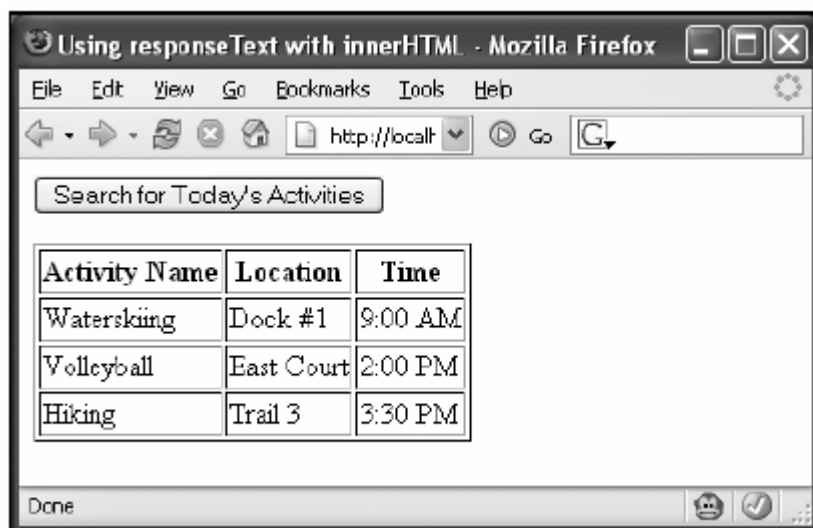 Using responseText with innerHTML - Mozilla Firefox
File Edit View Go Bookmarks Tools Help
http://localh Go G
Search for Today's Activities
Activity Name Location Time
Waterskiing Dock #1 9:00 AM
Volleyball East Court 2:00 PM
Hiking Trail 3 3:30 PM
Done